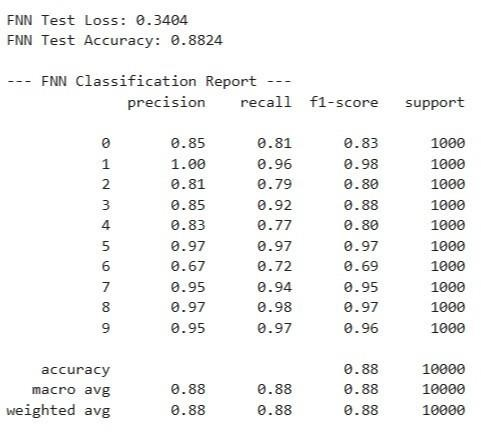 FNN Test Loss: 0.3404
FNN Test Accuracy: 0.8824
--- FNN Classification Report ---
precision recall f1-score support
0 0.85 0.81 0.83 1000
1 1.00 0.96 0.98 1000
2 0.81 0.79 0.80 1000
3 0.85 0.92 0.88 1000
4 0.83 0.77 0.80 1000
5 0.97 0.97 0.97 1000
6 0.67 0.72 0.69 1000
7 0.95 0.94 0.95 1000
8 0.97 0.98 0.97 1000
9 0.95 0.97 0.96 1000
accuracy 0.88 10000
macro avg 0.88 0.88 0.88 10000
weighted avg 0.88 0.88 0.88 10000